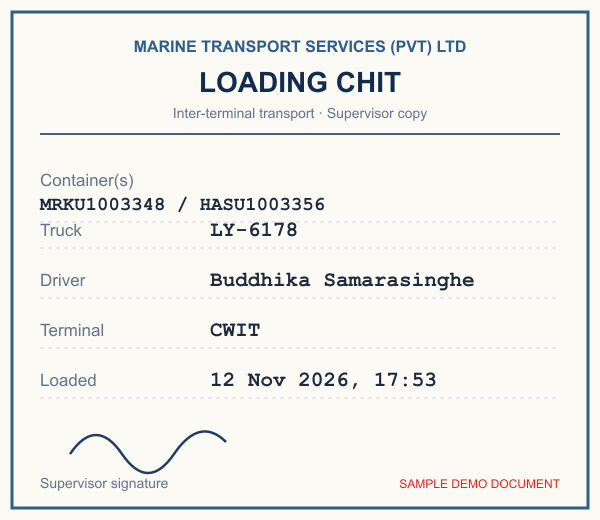 MARINE TRANSPORT SERVICES (PVT) LTD
LOADING CHIT
Inter-terminal transport · Supervisor copy
Container(s)
MRKU1003348 / HASU1003356
Truck LY-6178
Driver Buddhika Samarasinghe
Terminal CWIT
Loaded 12 Nov 2026, 17:53
Supervisor signature SAMPLE DEMO DOCUMENT